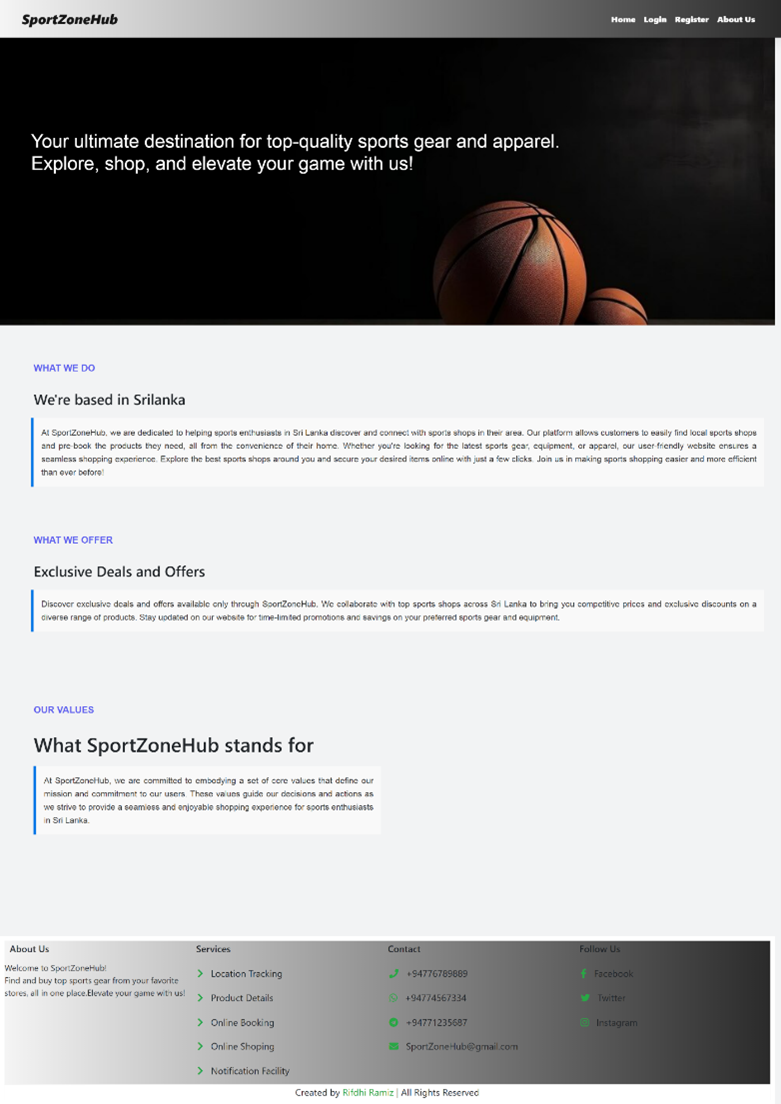 SportZoneHub
Home Login Register About Us
Your ultimate destination for top-quality sports gear and apparel.
Explore, shop, and elevate your game with us!
WHAT WE DO
We're based in Srilanka
At SportZoneHub, we are dedicated to helping sports enthusiasts in Sri Lanka discover and connect with sports shops in their area. Our platform allows customers to easily find local sports shops
and pre-book the products they need, all from the convenience of their home. Whether you're looking for the latest sports gear, equipment, or apparel, our user-friendly website ensures a
seamless shopping experience. Explore the best sports shops around you and secure your desired items online with just a few clicks. Join us in making sports shopping easier and more efficient
than ever before!
WHAT WE OFFER
Exclusive Deals and Offers
Discover exclusive deals and offers available only through SportZoneHub. We collaborate with top sports shops across Sri Lanka to bring you competitive prices and exclusive discounts on a
diverse range of products. Stay updated on our website for time-limited promotions and savings on your preferred sports gear and equipment.
OUR VALUES
What SportZoneHub stands for
At SportZoneHub, we are committed to embodying a set of core values that define our
mission and commitment to our users. These values guide our decisions and actions as
we strive to provide a seamless and enjoyable shopping experience for sports enthusiasts
in Sri Lanka.
About Us
Welcome to SportZoneHub!
Find and buy top sports gear from your favorite
stores, all in one place.Elevate your game with us!
Services
Location Tracking
Product Details
Online Booking
Online Shoping
Notification Facility
Contact
+94776789889
+94774567334
+94771235687
SportZoneHub@gmail.com
Follow Us
Facebook
Twitter
Instagram
Created by Rifdhi Ramiz | All Rights Reserved